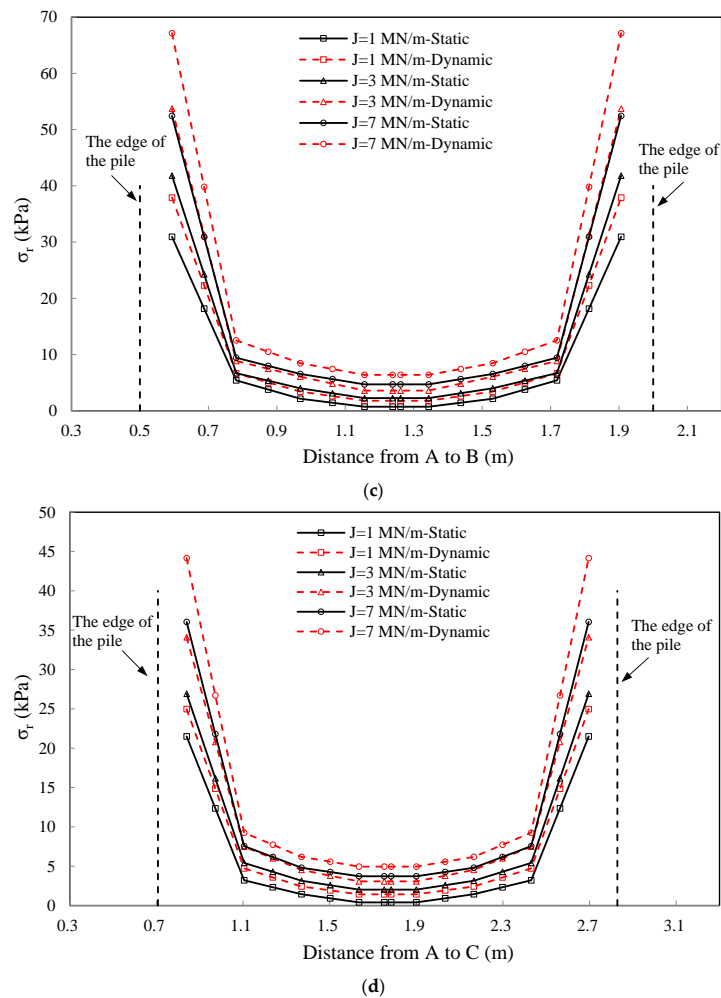 70
60
50
40
30
20
10
0
σr (kPa)
J=1 MN/m-Static
J=1 MN/m-Dynamic
J=3 MN/m-Static
J=3 MN/m-Dynamic
J=7 MN/m-Static
J=7 MN/m-Dynamic
The edge of
the pile
The edge of
the pile
0.3 0.5 0.7 0.9 1.1 1.3 1.5 1.7 1.9 2.1
Distance from A to B (m)
(c)
50
45
40
35
30
25
20
15
10
5
0
σr (kPa)
J=1 MN/m-Static
J=1 MN/m-Dynamic
J=3 MN/m-Static
J=3 MN/m-Dynamic
J=7 MN/m-Static
J=7 MN/m-Dynamic
The edge of
the pile
The edge of
the pile
0.3 0.7 1.1 1.5 1.9 2.3 2.7 3.1
Distance from A to C (m)
(d)